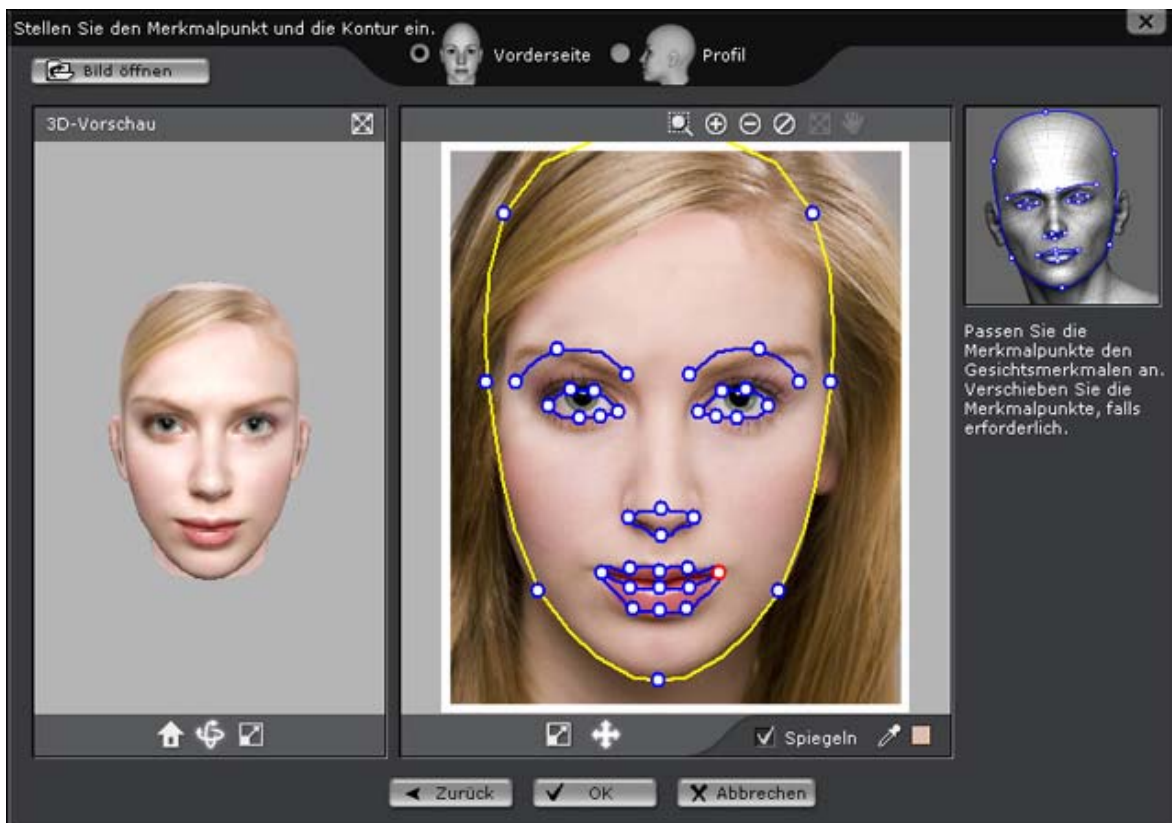 Stellen Sie den Merkmalpunkt und die Kontur ein.
Vorderseite
Profil
Bild öffnen
3D-Vorschau
Passen Sie die
Merkmalpunkte den
Gesichtsmerkmalen an.
Verschieben Sie die
Merkmalpunkte, falls
erforderlich.
Spiegeln
Zurück
OK
Abbrechen